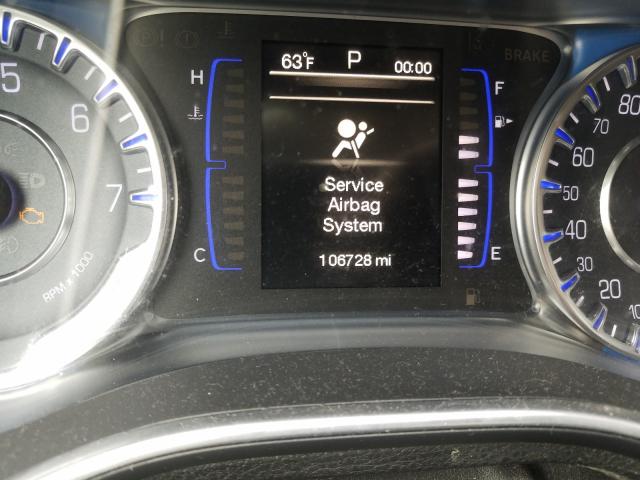 63°F P 00:00
BRAKE
H
F
5
6
7
80
70
60
50
40
30
20
10
Service
Airbag
System
C
E
106728 mi
RPM x 1000